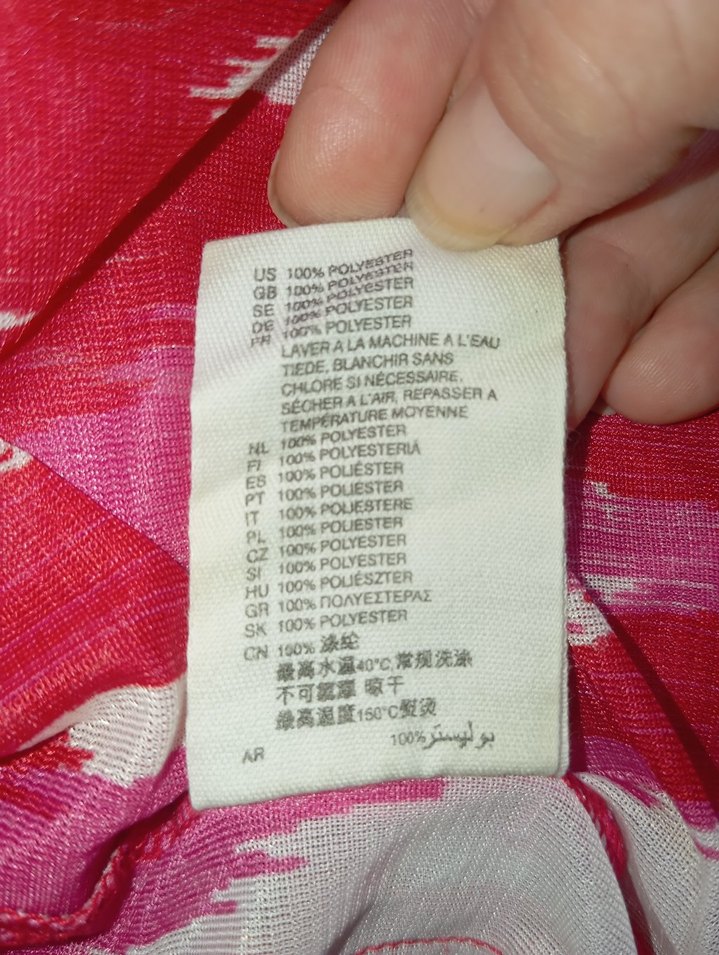 US 100% POLYESTER
GB 100% POLYESTER
SE 100% POLYESTER
DE 100% POLYESTER
FR 100% POLYESTER
LAVER A LA MACHINE A L'EAU
TIEDE, BLANCHIR SANS
CHLORE SI NÉCESSAIRE,
SÉCHER A L'AIR, REPASSER A
TEMPÉRATURE MOYENNE
NL 100% POLYESTER
FI 100% POLYESTERIÄ
ES 100% POLIÉSTER
PT 100% POLIESTER
IT 100% POLIESTERE
PL 100% POLIESTER
CZ 100% POLYESTER
SI 100% POLYESTER
HU 100% POLIÉSZTER
GR 100% ΠΟΛΥΕΣΤΕΡΑΣ
SK 100% POLYESTER
CN 100% 涤纶
最高水温40°C,常规洗涤
不可氯漂 晾干
最高温度150°C熨烫
AR 100% بوليستر